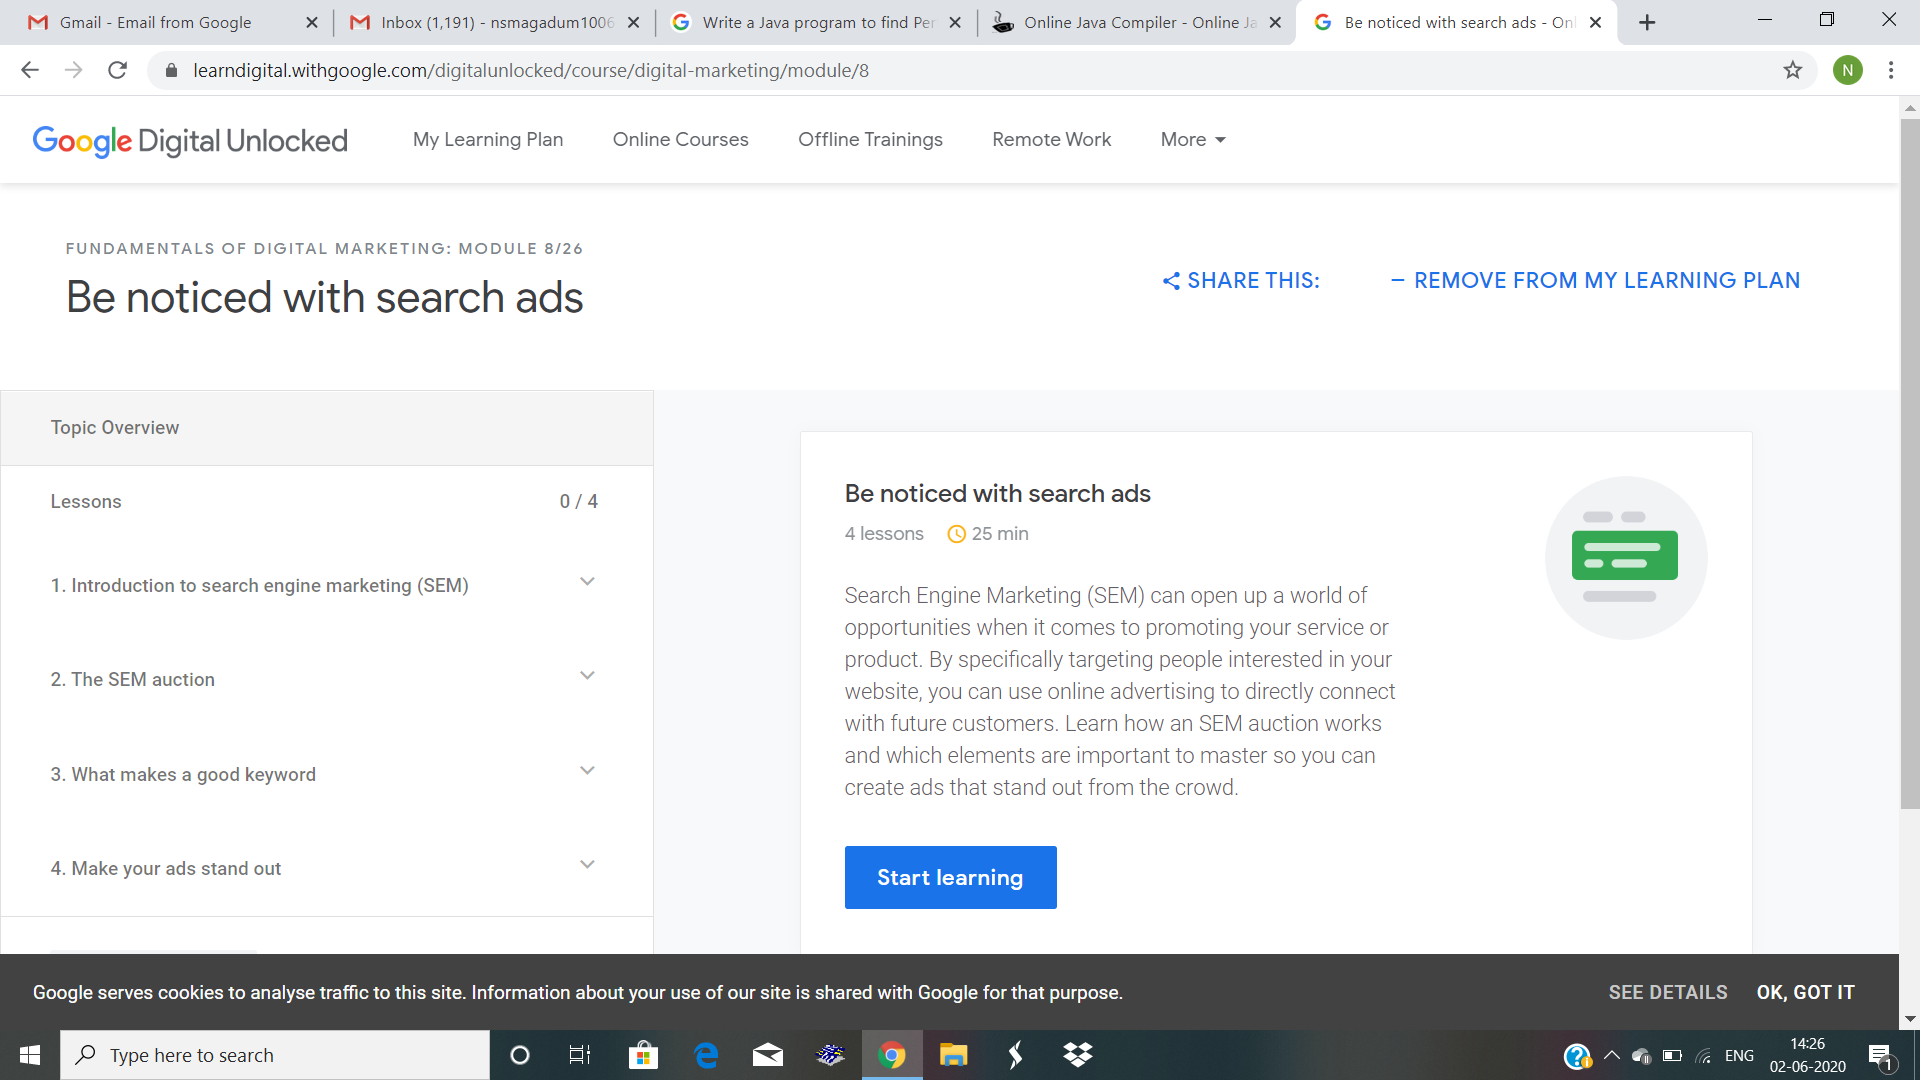 Gmail - Email from Google
Inbox (1,191) - nsmagadum1006
Write a Java program to find Per
Online Java Compiler - Online Ja
Be noticed with search ads - Onl
learndigital.withgoogle.com/digitalunlocked/course/digital-marketing/module/8
N
Google Digital Unlocked
My Learning Plan
Online Courses
Offline Trainings
Remote Work
More
FUNDAMENTALS OF DIGITAL MARKETING: MODULE 8/26
Be noticed with search ads
SHARE THIS:
REMOVE FROM MY LEARNING PLAN
Topic Overview
Lessons 0 / 4
1. Introduction to search engine marketing (SEM)
2. The SEM auction
3. What makes a good keyword
4. Make your ads stand out
Be noticed with search ads
4 lessons 25 min
Search Engine Marketing (SEM) can open up a world of
opportunities when it comes to promoting your service or
product. By specifically targeting people interested in your
website, you can use online advertising to directly connect
with future customers. Learn how an SEM auction works
and which elements are important to master so you can
create ads that stand out from the crowd.
Start learning
Google serves cookies to analyse traffic to this site. Information about your use of our site is shared with Google for that purpose.
SEE DETAILS
OK, GOT IT
Type here to search
ENG
14:26
02-06-2020
1